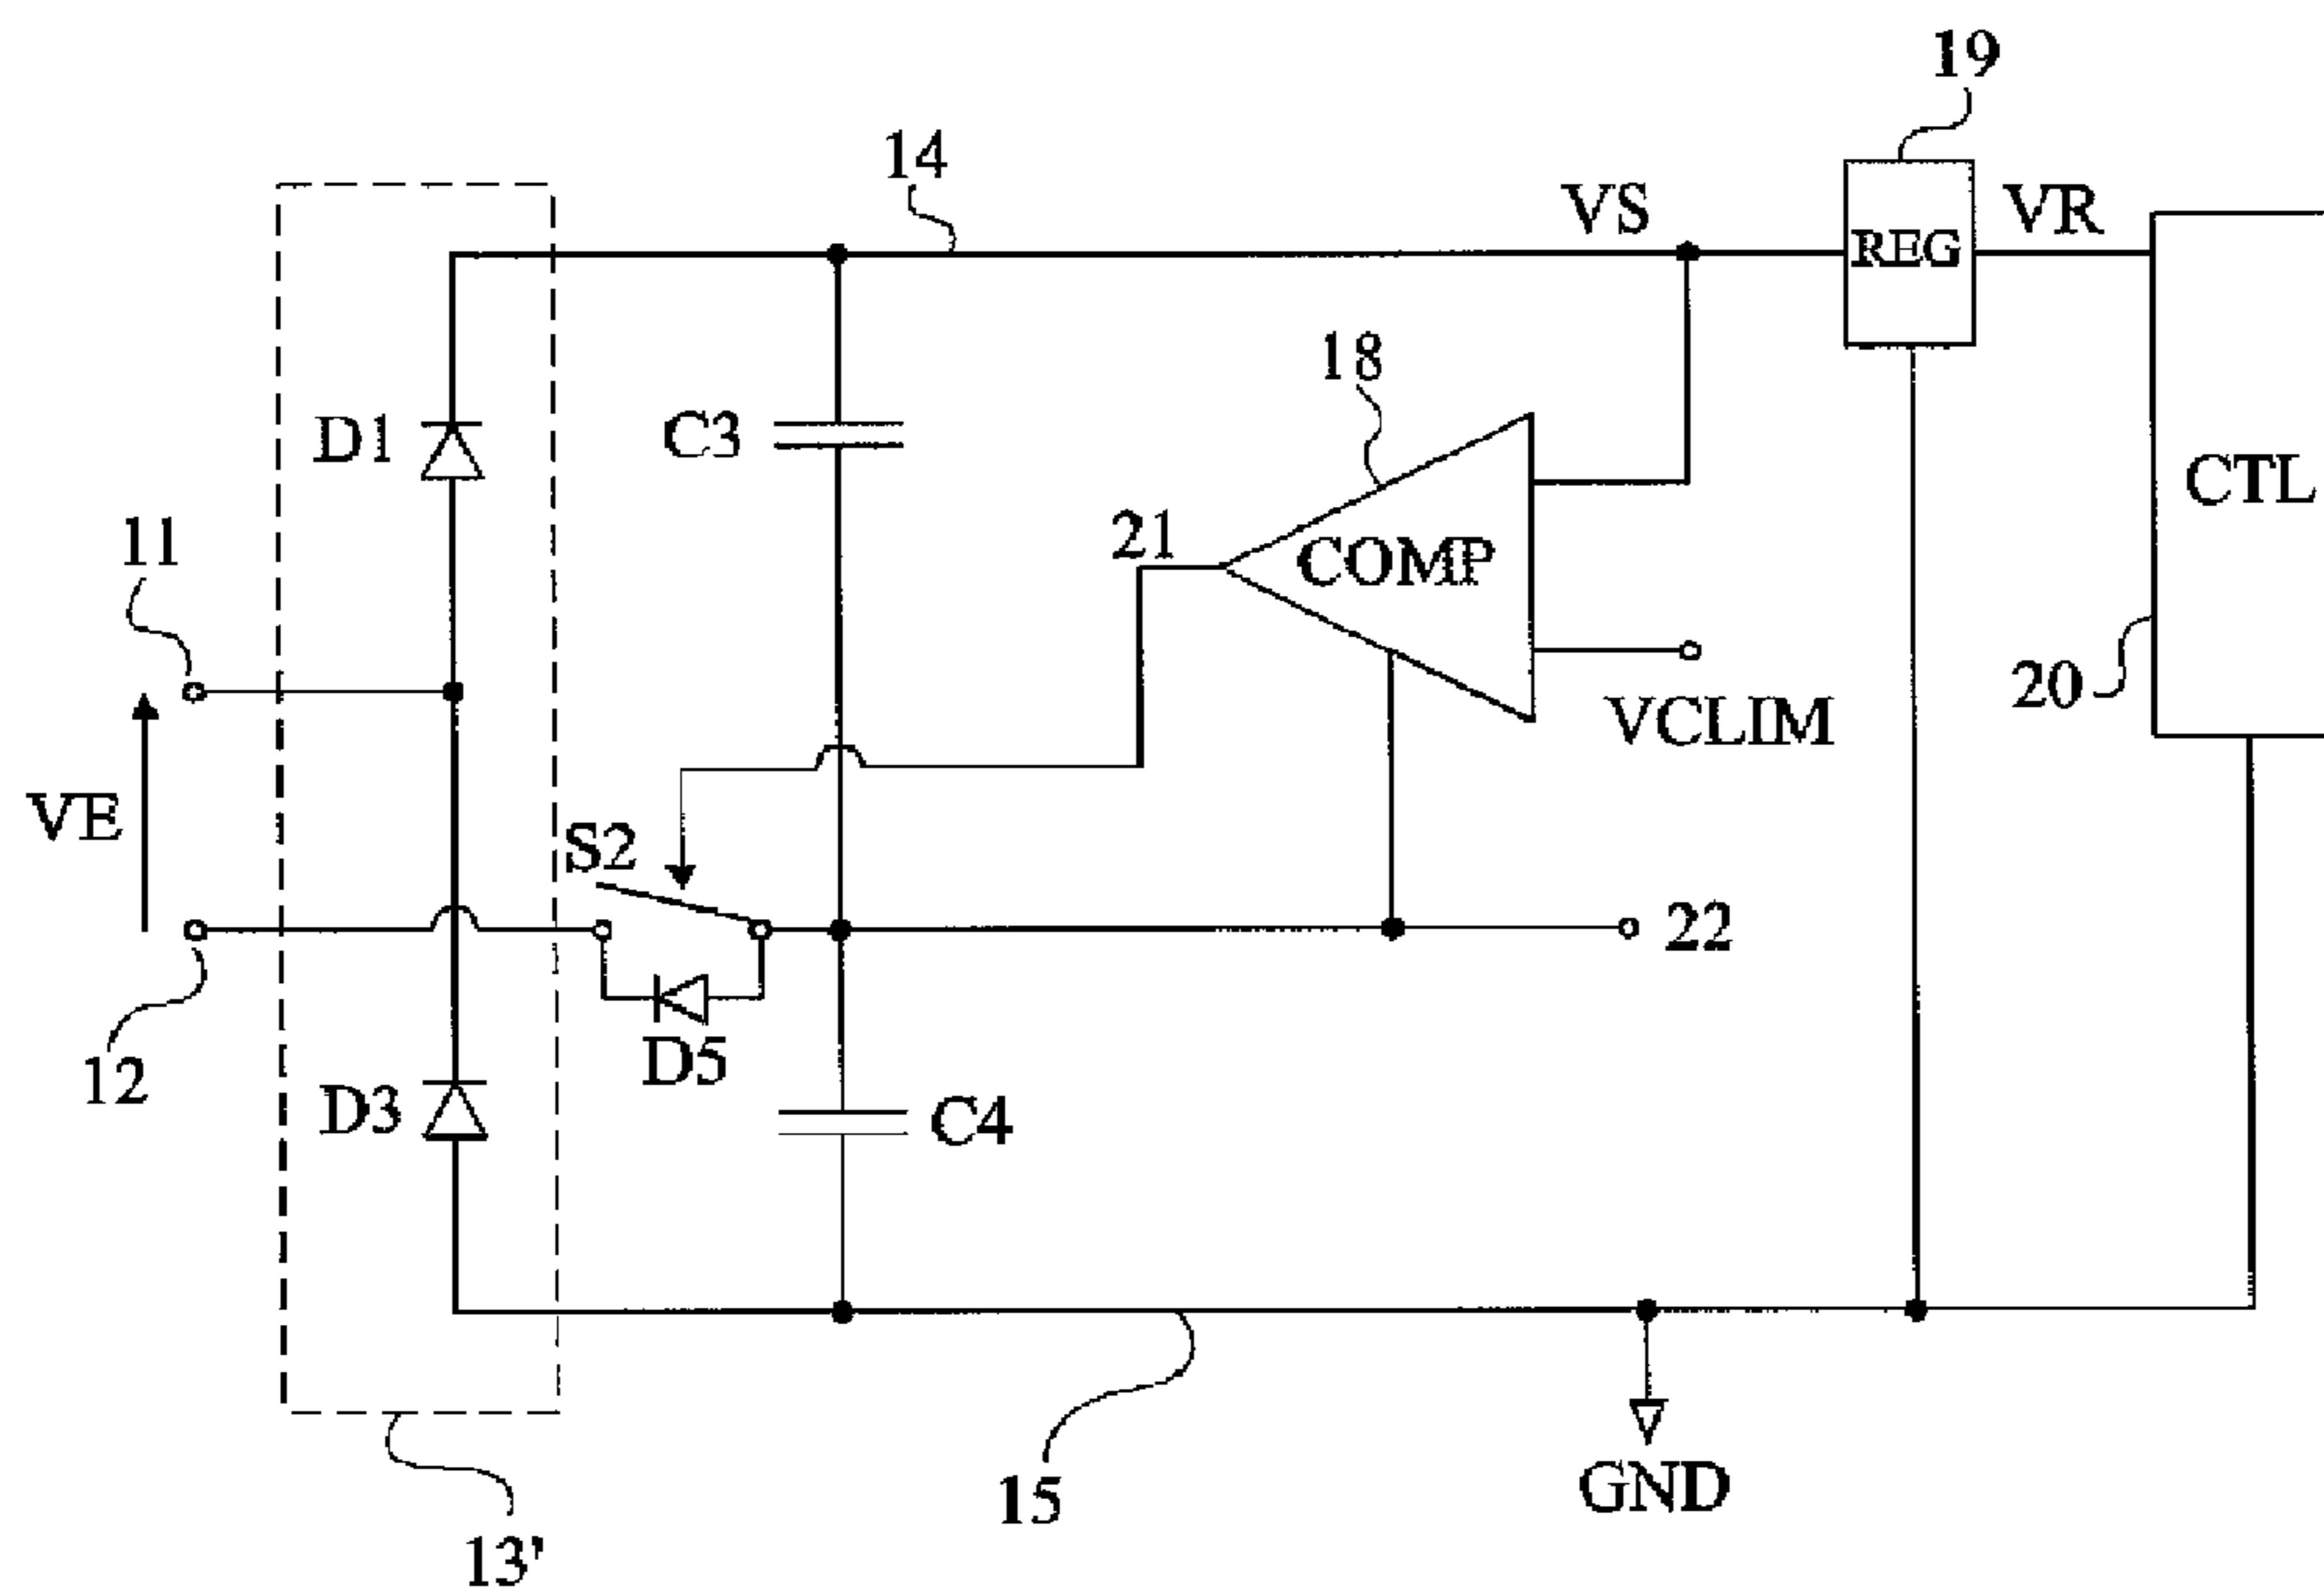 19
14
VS
REG
VR
D1
C3
18
CTL
11
21
COMP
20
VCLIM
VE
S2
22
12
D5
D3
C4
15
GND
13'